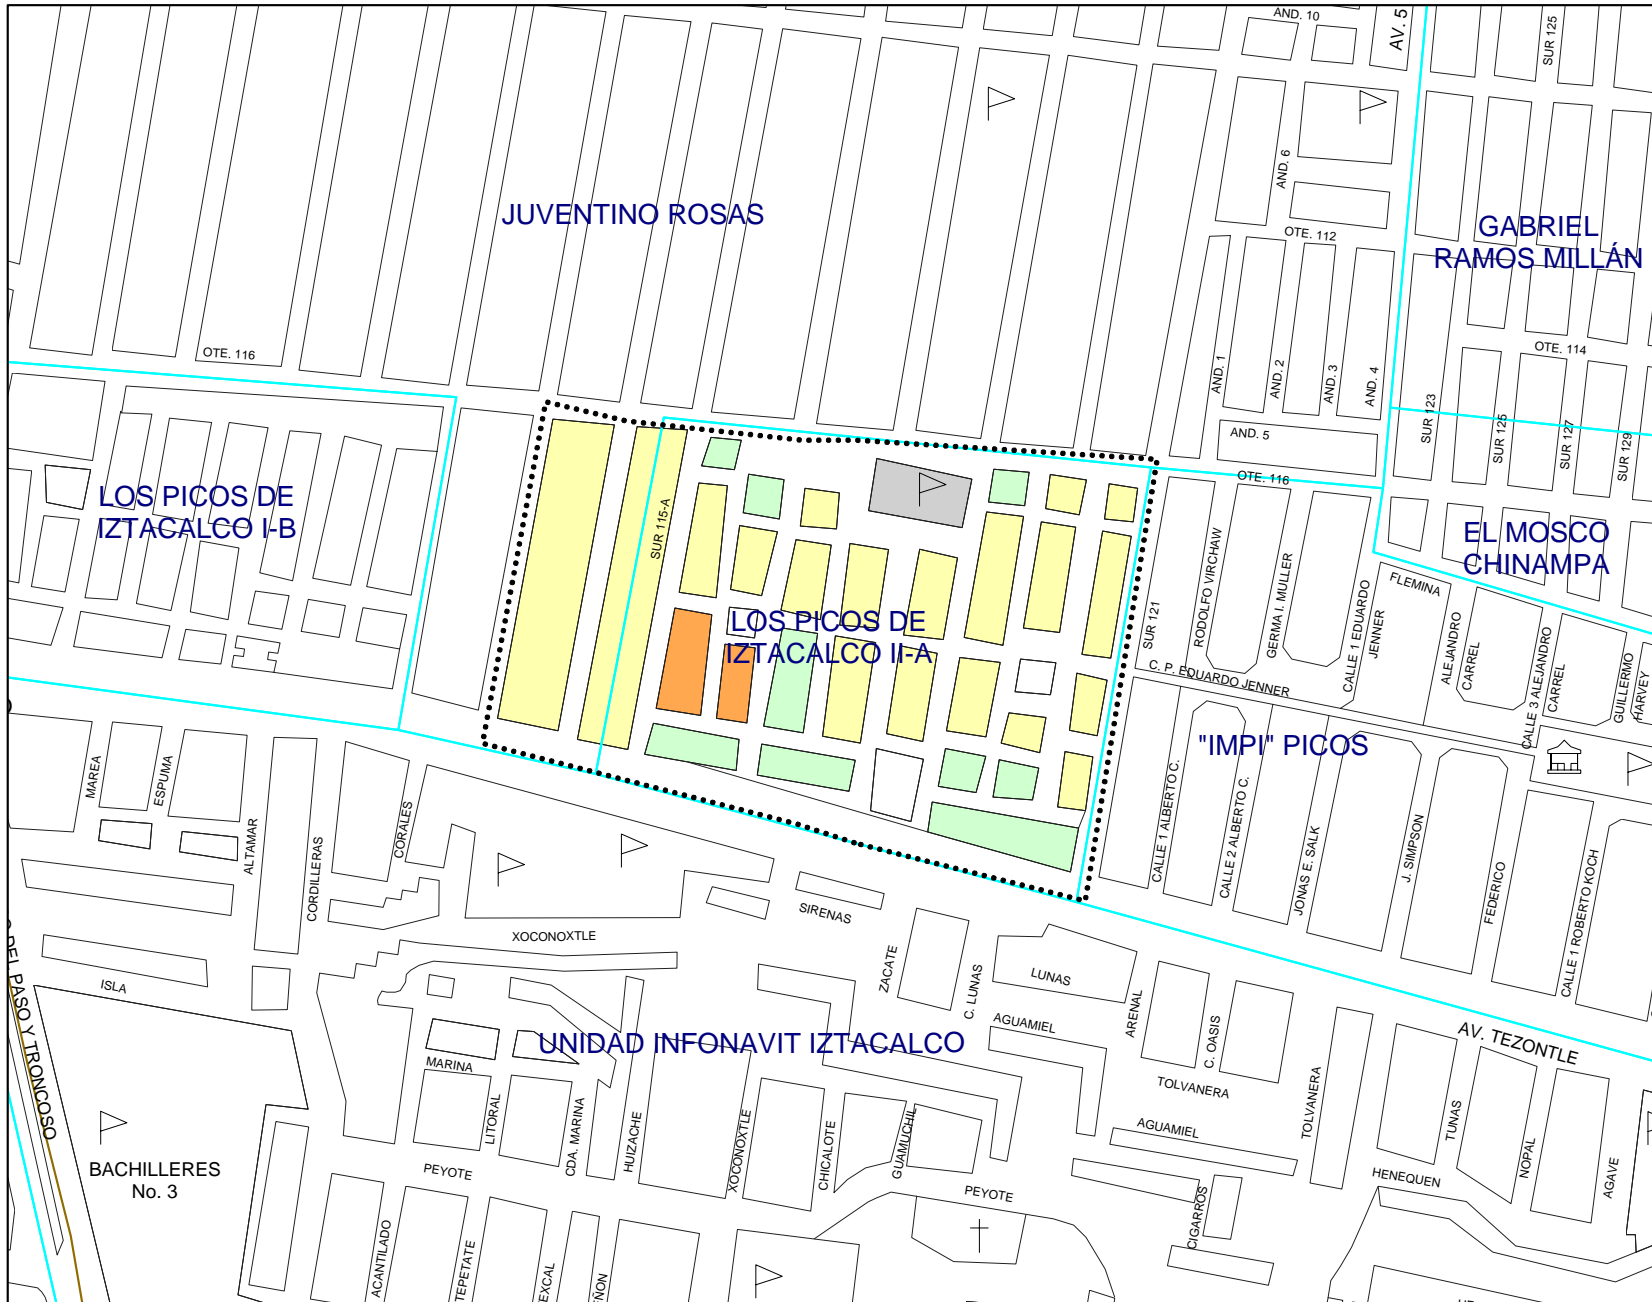 AND. 10
AV. 5
SUR 125
AND. 6
JUVENTINO ROSAS
GABRIEL
RAMOS MILLÁN
OTE. 112
OTE. 116
OTE. 114
AND. 1
AND. 2
AND. 3
AND. 4
AND. 5
SUR 123
SUR 125
SUR 127
SUR 129
OTE. 116
LOS PICOS DE
IZTACALCO I-B
SUR 115-A
EL MOSCO
CHINAMPA
FLEMINA
RODOLFO VIRCHAW
GERMA I. MULLER
CALLE 1 EDUARDO
JENNER
SUR 121
ALEJANDRO
CARREL
CALLE 3 ALEJANDRO
CARREL
GUILLERMO
HARVEY
LOS PICOS DE
IZTACALCO II-A
C. P. EDUARDO JENNER
"IMPI" PICOS
MAREA
ESPUMA
ALTAMAR
CORALES
CORDILLERAS
CALLE 1 ALBERTO C.
CALLE 2 ALBERTO C.
JONAS E. SALK
J. SIMPSON
FEDERICO
CALLE 1 ROBERTO KOCH
SIRENAS
XOCONOXTLE
ZACATE
C. LUNAS
LUNAS
ARENAL
ISLA
AGUAMIEL
C. OASIS
AV. TEZONTLE
DEL PASO Y TRONCOSO
UNIDAD INFONAVIT IZTACALCO
MARINA
LITORAL
CDA. MARINA
HUIZACHE
XOCONOXTLE
CHICALOTE
GUAMUCHIL
TOLVANERA
TOLVANERA
AGUAMIEL
TUNAS
NOPAL
AGAVE
BACHILLERES
No. 3
PEYOTE
PEYOTE
HENEQUEN
CIGARROS
ACANTILADO
TEPETATE
EXCAL
ÑON